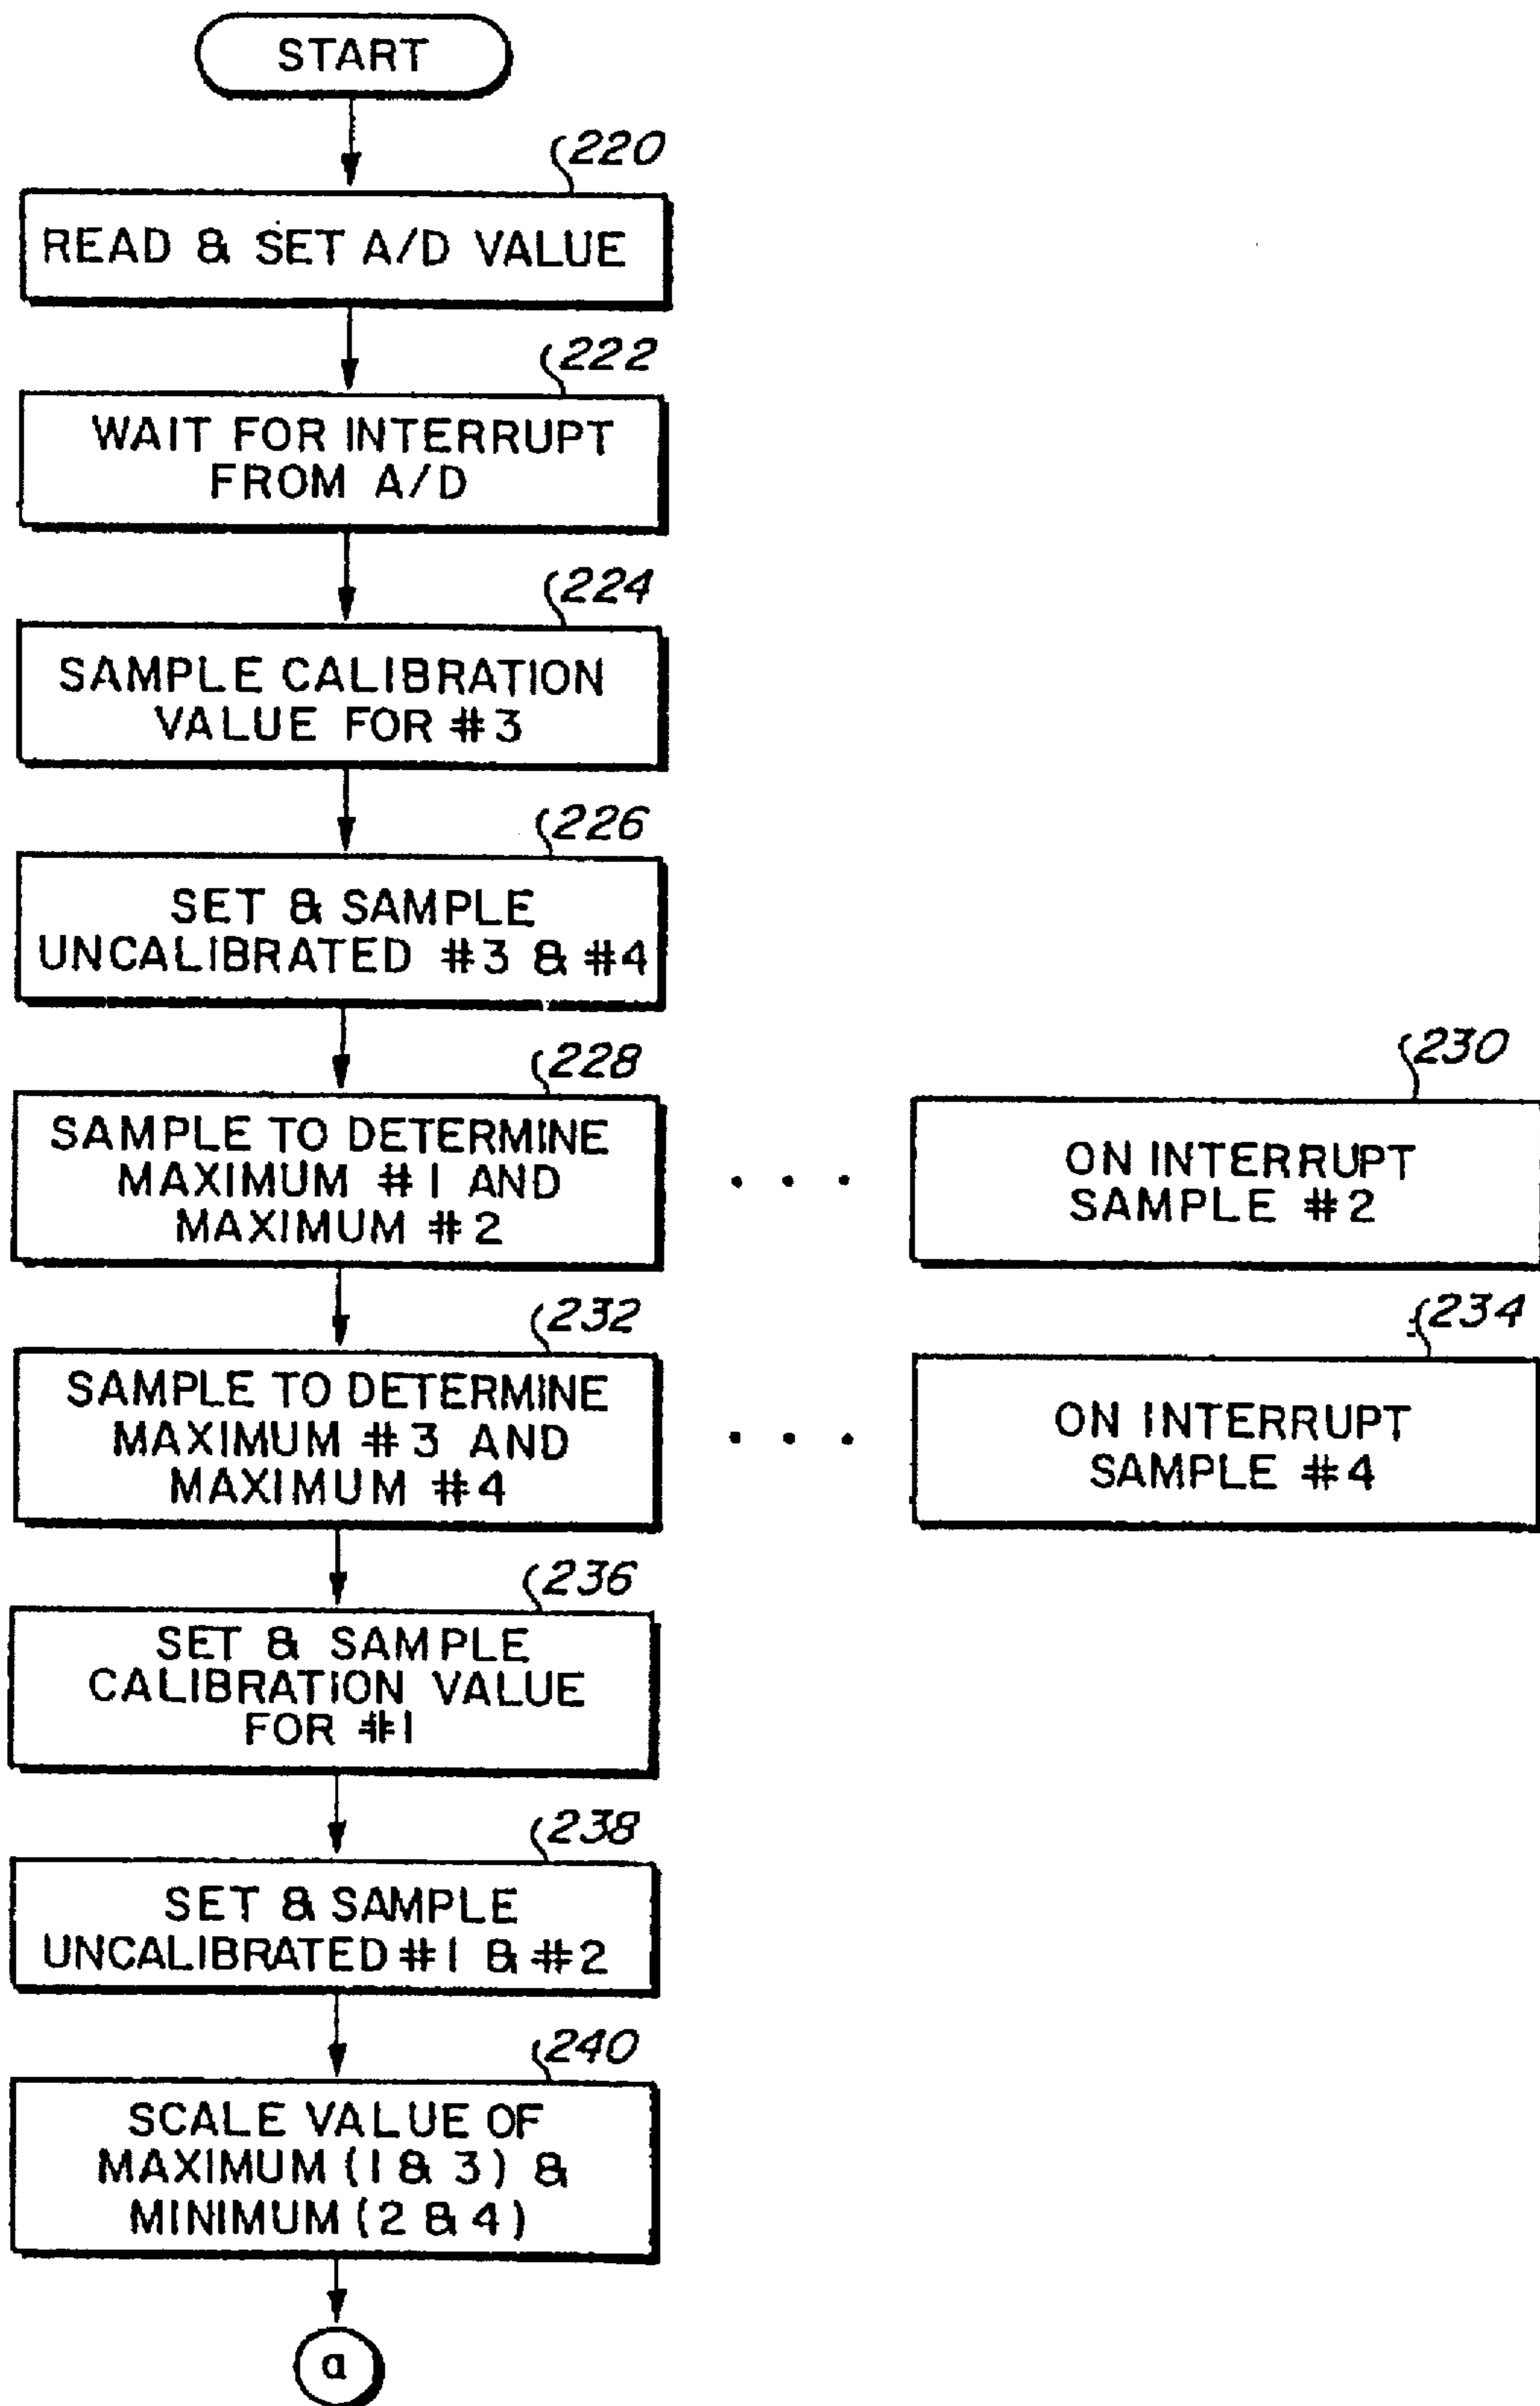 START
220
READ & SET A/D VALUE
222
WAIT FOR INTERRUPT
FROM A/D
224
SAMPLE CALIBRATION
VALUE FOR #3
226
SET & SAMPLE
UNCALIBRATED #3 & #4
228
SAMPLE TO DETERMINE
MAXIMUM #1 AND
MAXIMUM #2
230
ON INTERRUPT
SAMPLE #2
232
SAMPLE TO DETERMINE
MAXIMUM #3 AND
MAXIMUM #4
234
ON INTERRUPT
SAMPLE #4
236
SET & SAMPLE
CALIBRATION VALUE
FOR #1
238
SET & SAMPLE
UNCALIBRATED #1 & #2
240
SCALE VALUE OF
MAXIMUM (1 & 3) &
MINIMUM (2 & 4)
a